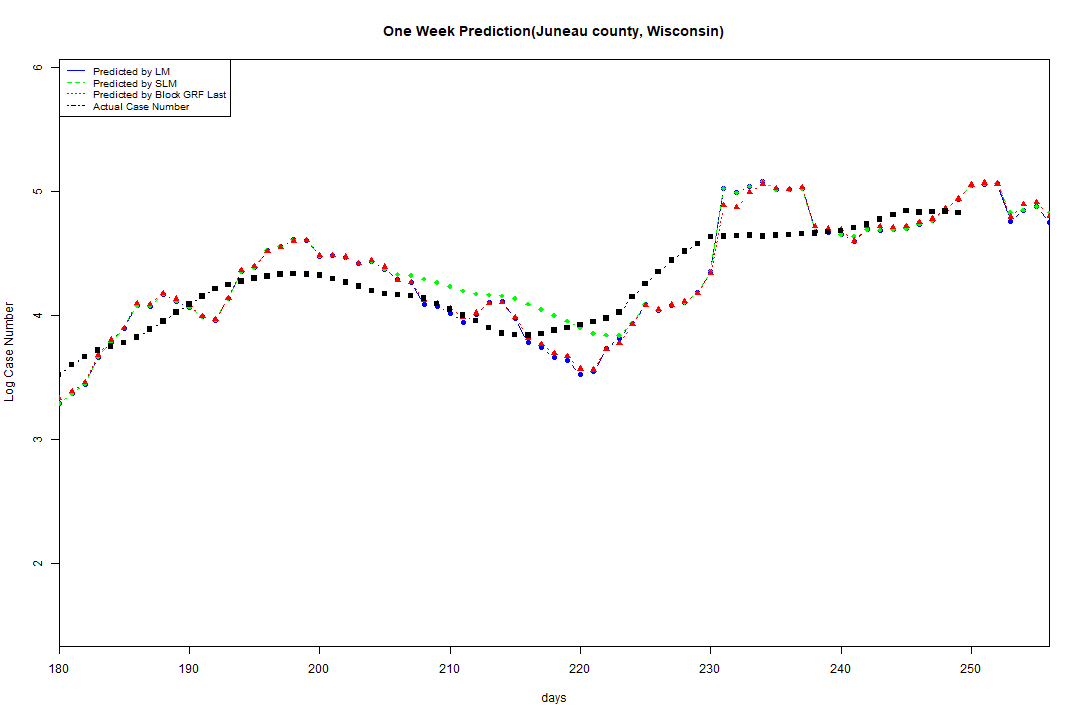 One Week Prediction(Juneau county, Wisconsin)
Predicted by LM
Predicted by SLM
Predicted by Block GRF Last
Actual Case Number
6
5
4
3
2
Log Case Number
180 190 200 210 220 230 240 250
days